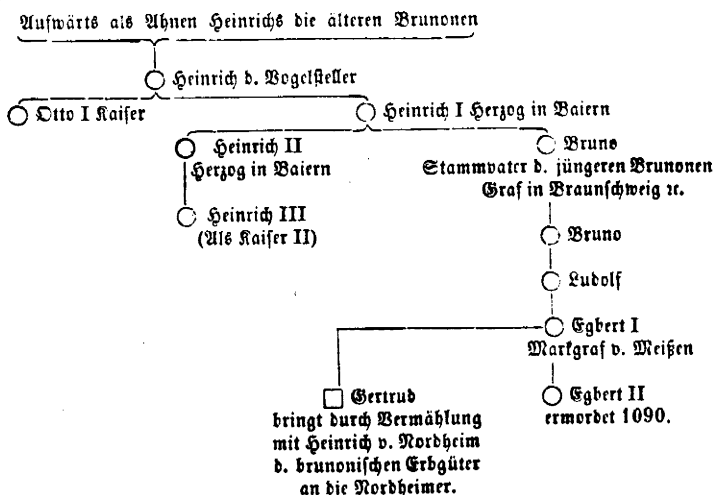 Aufwärts als Ahnen Heinrichs die älteren Brunonen
Heinrich d. Vogelsteller
Otto I Kaiser
Heinrich I Herzog in Baiern
Heinrich II
Herzog in Baiern
Bruno
Stammvater d. jüngeren Brunonen
Graf in Braunschweig ꝛc.
Heinrich III
(Als Kaiser II)
Bruno
Ludolf
Egbert I
Markgraf v. Meißen
Gertrud
bringt durch Vermählung
mit Heinrich v. Nordheim
d. brunonischen Erbgüter
an die Nordheimer.
Egbert II
ermordet 1090.